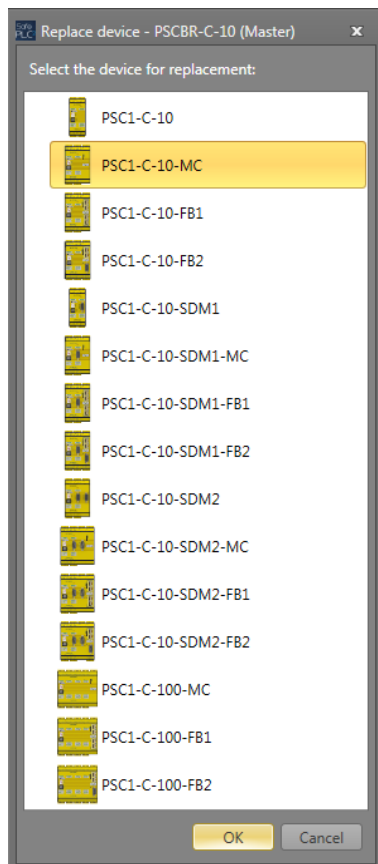 Safe
PLC
Replace device - PSCBR-C-10 (Master)
x
Select the device for replacement:
PSC1-C-10
PSC1-C-10-MC
PSC1-C-10-FB1
PSC1-C-10-FB2
PSC1-C-10-SDM1
PSC1-C-10-SDM1-MC
PSC1-C-10-SDM1-FB1
PSC1-C-10-SDM1-FB2
PSC1-C-10-SDM2
PSC1-C-10-SDM2-MC
PSC1-C-10-SDM2-FB1
PSC1-C-10-SDM2-FB2
PSC1-C-100-MC
PSC1-C-100-FB1
PSC1-C-100-FB2
OK
Cancel